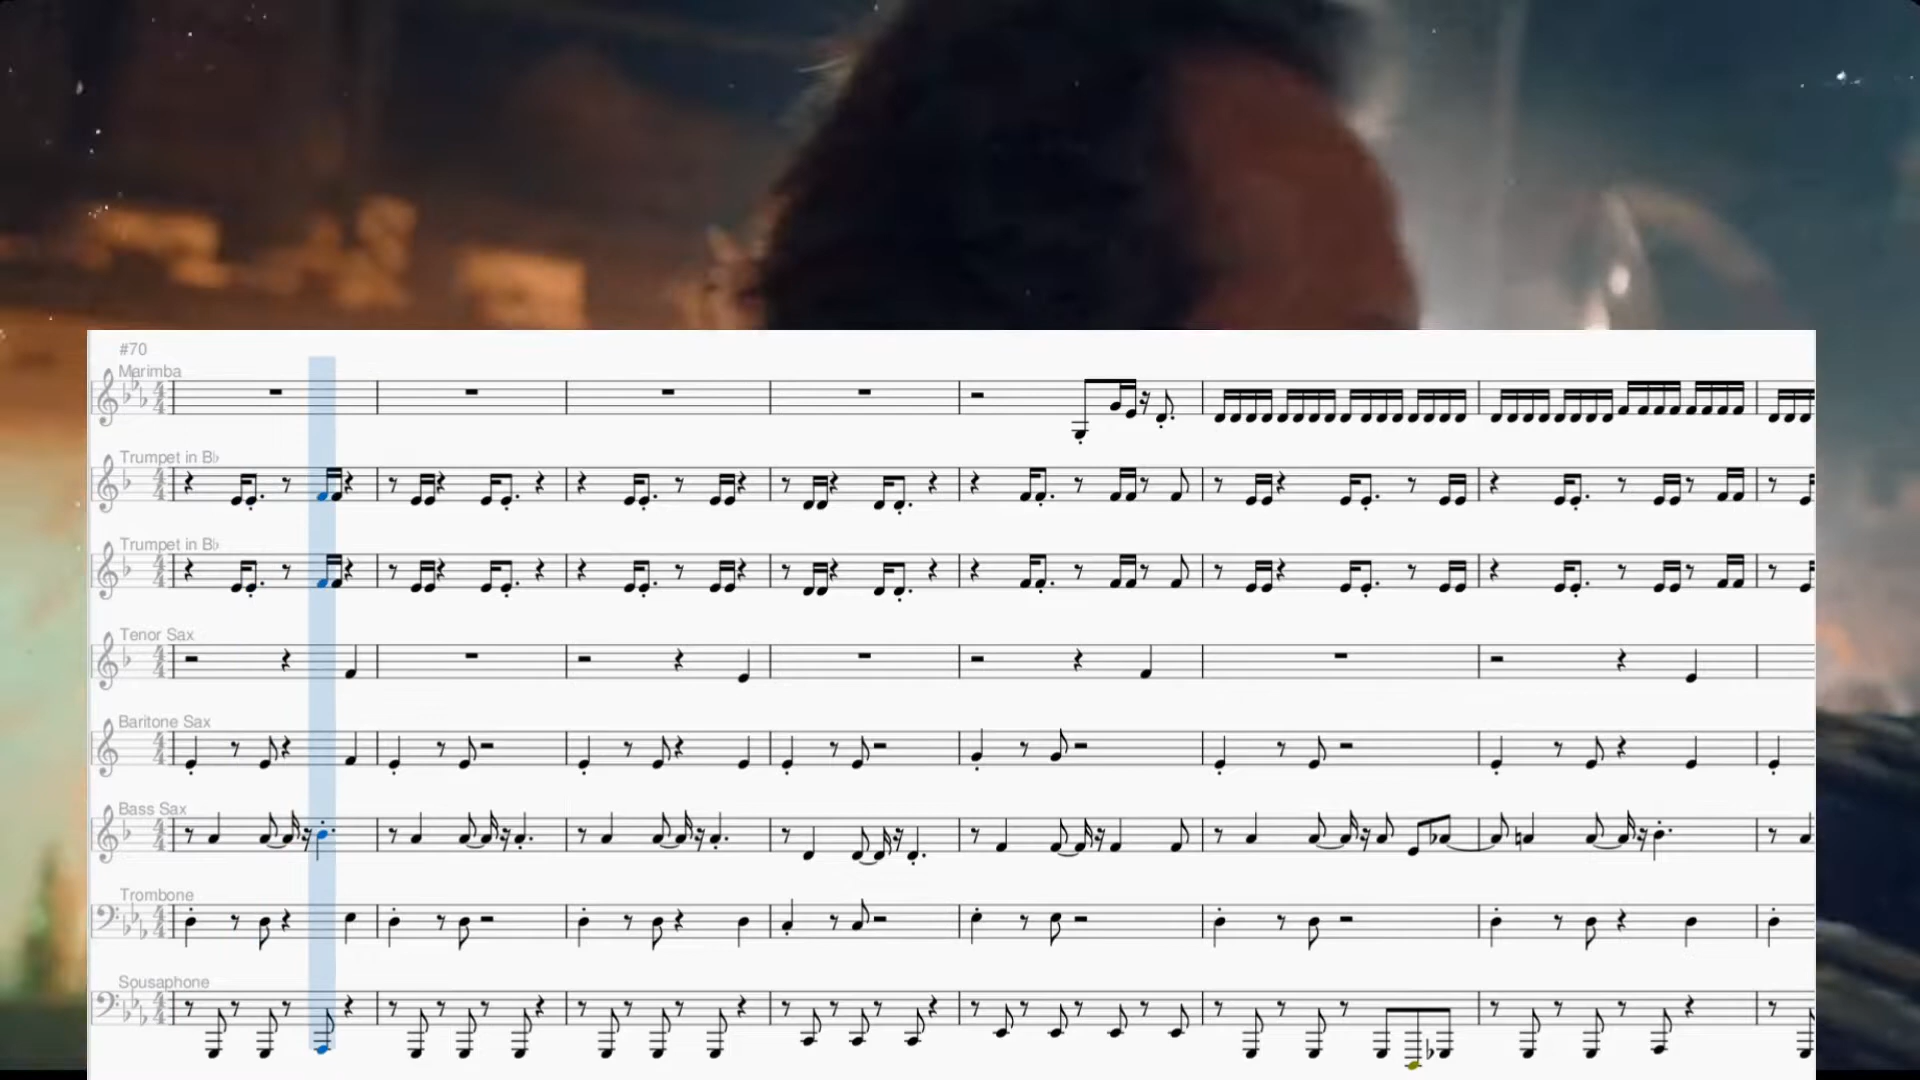 #70
Marimba
Trumpet in B♭
Trumpet in B♭
Tenor Sax
Baritone Sax
Bass Sax
Trombone
Sousaphone